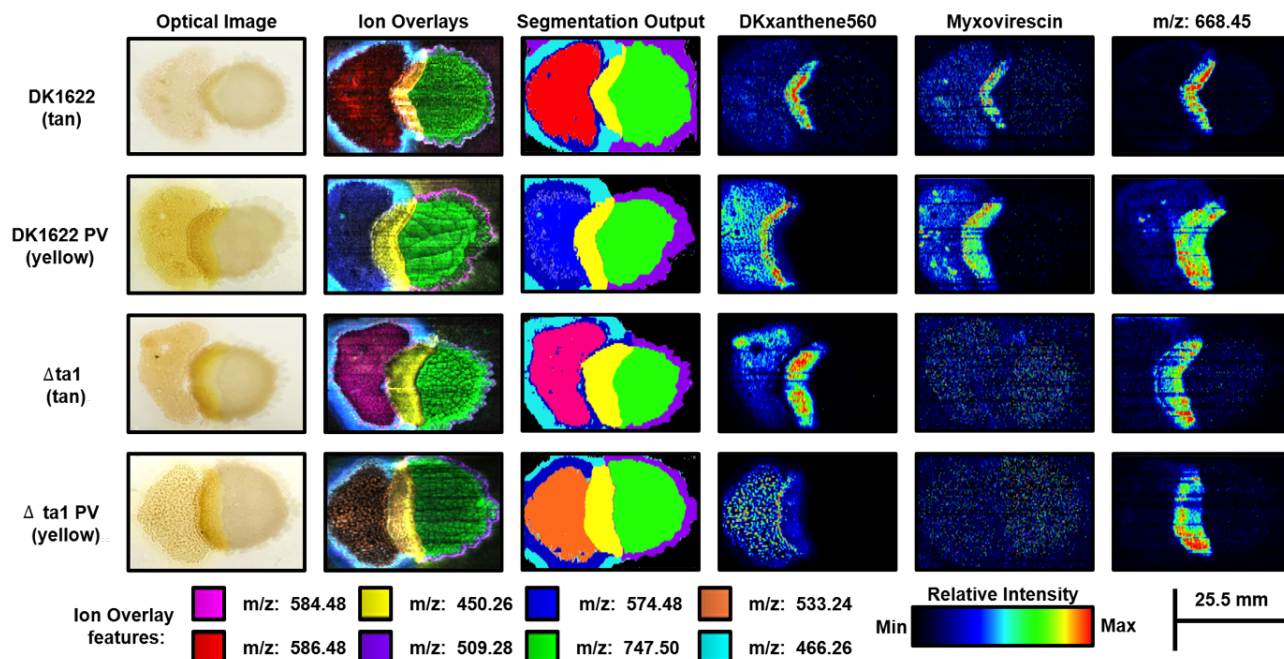 Optical Image Ion Overlays Segmentation Output DKxanthene560 Myxovirescin m/z: 668.45
DK1622
(tan)
DK1622 PV
(yellow)
Δta1
(tan)
Δ ta1 PV
(yellow)
Ion Overlay
features:
m/z: 584.48 m/z: 450.26 m/z: 574.48 m/z: 533.24
m/z: 586.48 m/z: 509.28 m/z: 747.50 m/z: 466.26
Relative Intensity
Min Max
25.5 mm